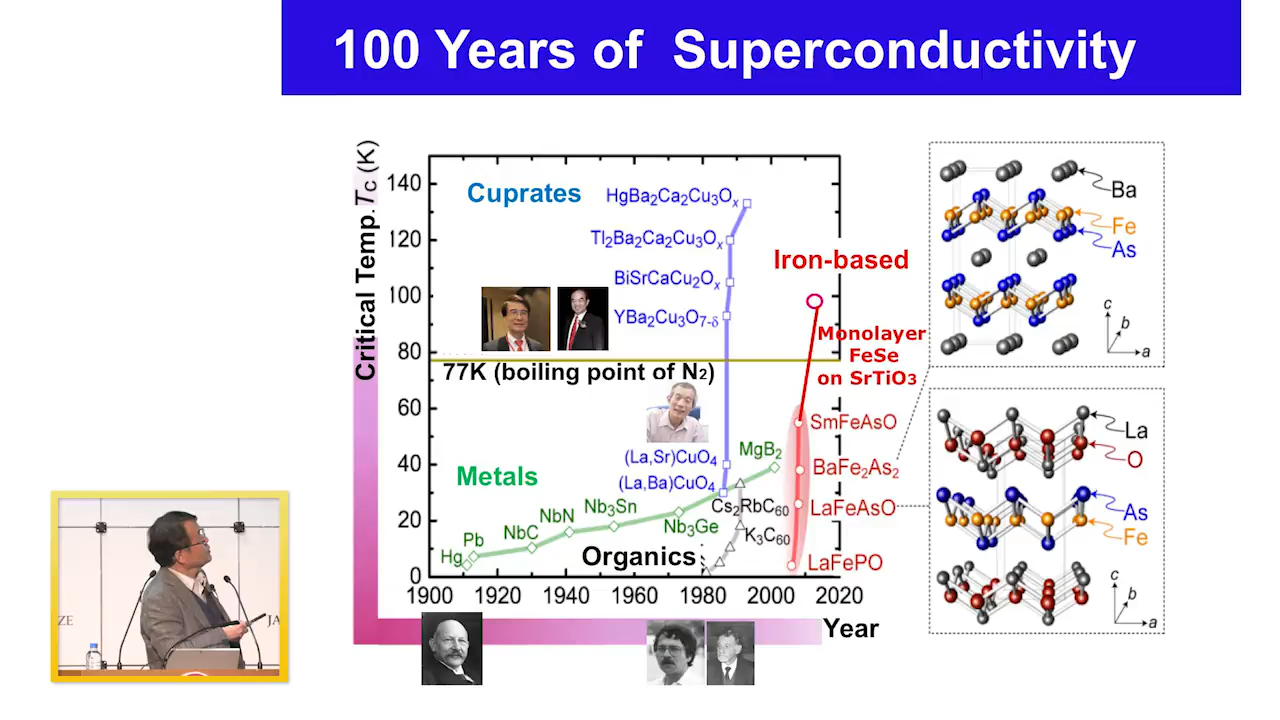 100 Years of Superconductivity
Critical Temp. TC (K)
140
120
100
80
60
40
20
0
Cuprates
HgBa2Ca2Cu3Ox
Tl2Ba2Ca2Cu3Ox
BiSrCaCu2Ox
YBa2Cu3O7-δ
77K (boiling point of N2)
(La,Sr)CuO4
(La,Ba)CuO4
Iron-based
Monolayer
FeSe
on SrTiO3
SmFeAsO
BaFe2As2
LaFeAsO
LaFePO
Metals
Hg
Pb
NbC
NbN
Nb3Sn
Nb3Ge
MgB2
Organics
Cs2RbC60
K3C60
1900 1920 1940 1960 1980 2000 2020
Year
Ba
Fe
As
c
b
a
La
O
As
Fe
c
b
a
ZE
JA